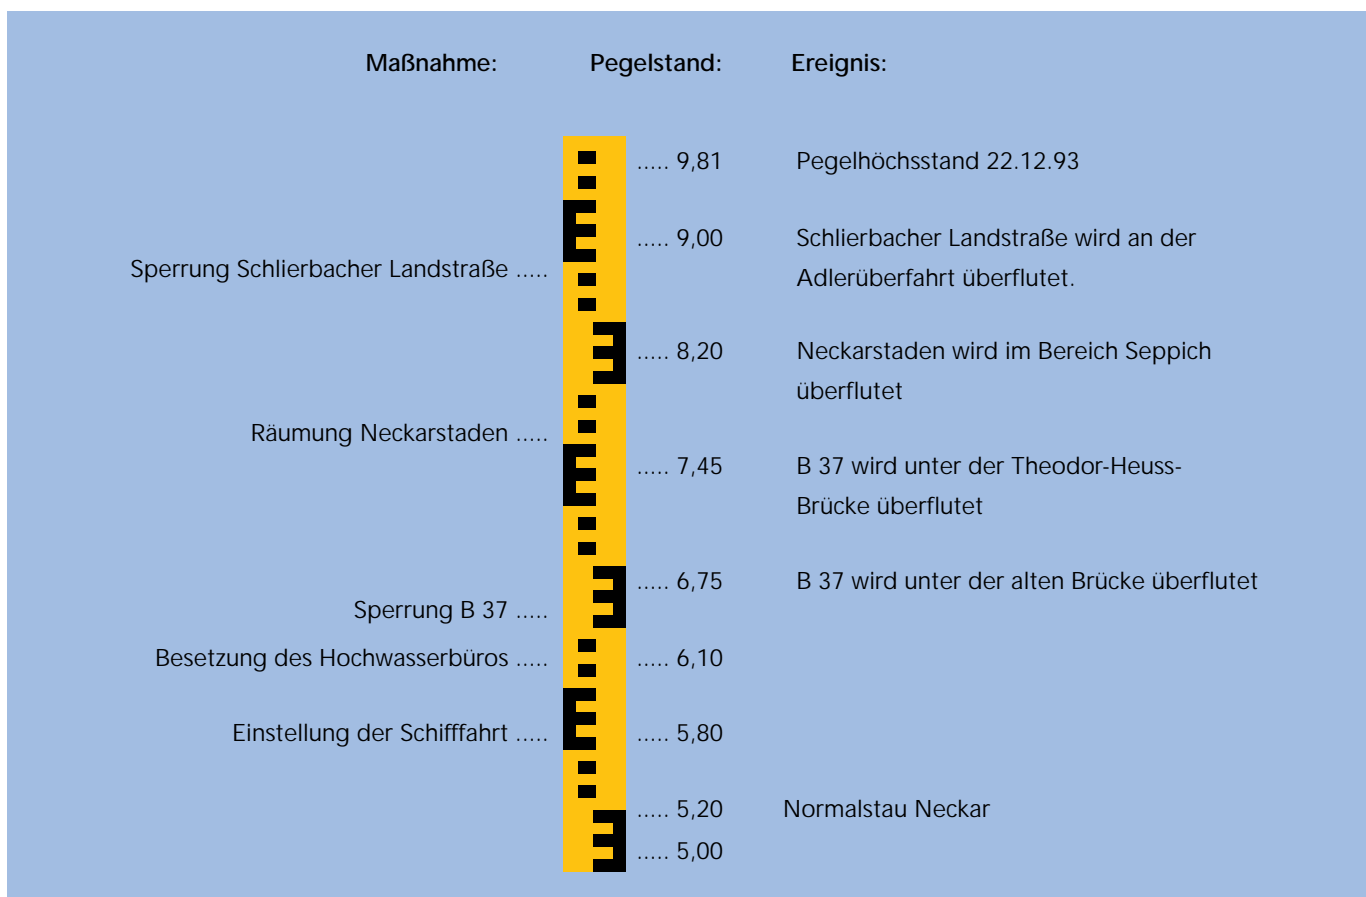 Maßnahme: Pegelstand: Ereignis:
..... 9,81 Pegelhöchsstand 22.12.93
..... 9,00 Schlierbacher Landstraße wird an der
Sperrung Schlierbacher Landstraße ..... Adlerüberfahrt überflutet.
..... 8,20 Neckarstaden wird im Bereich Seppich
überflutet
Räumung Neckarstaden .....
..... 7,45 B 37 wird unter der Theodor-Heuss-
Brücke überflutet
..... 6,75 B 37 wird unter der alten Brücke überflutet
Sperrung B 37 .....
Besetzung des Hochwasserbüros ..... ..... 6,10
Einstellung der Schifffahrt ..... ..... 5,80
..... 5,20 Normalstau Neckar
..... 5,00